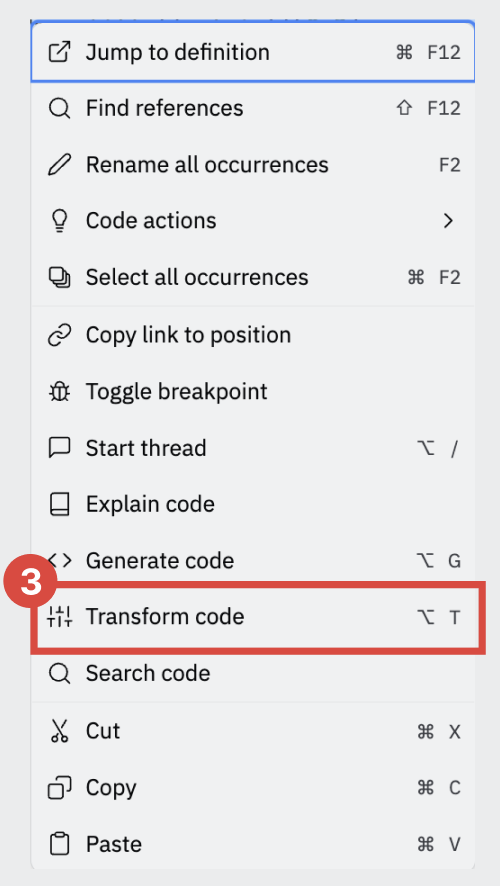 Jump to definition ⌘ F12
Find references ⇧ F12
Rename all occurrences F2
Code actions
Select all occurrences ⌘ F2
Copy link to position
Toggle breakpoint
Start thread ⌥ /
Explain code
Generate code ⌥ G
3
Transform code ⌥ T
Search code
Cut ⌘ X
Copy ⌘ C
Paste ⌘ V